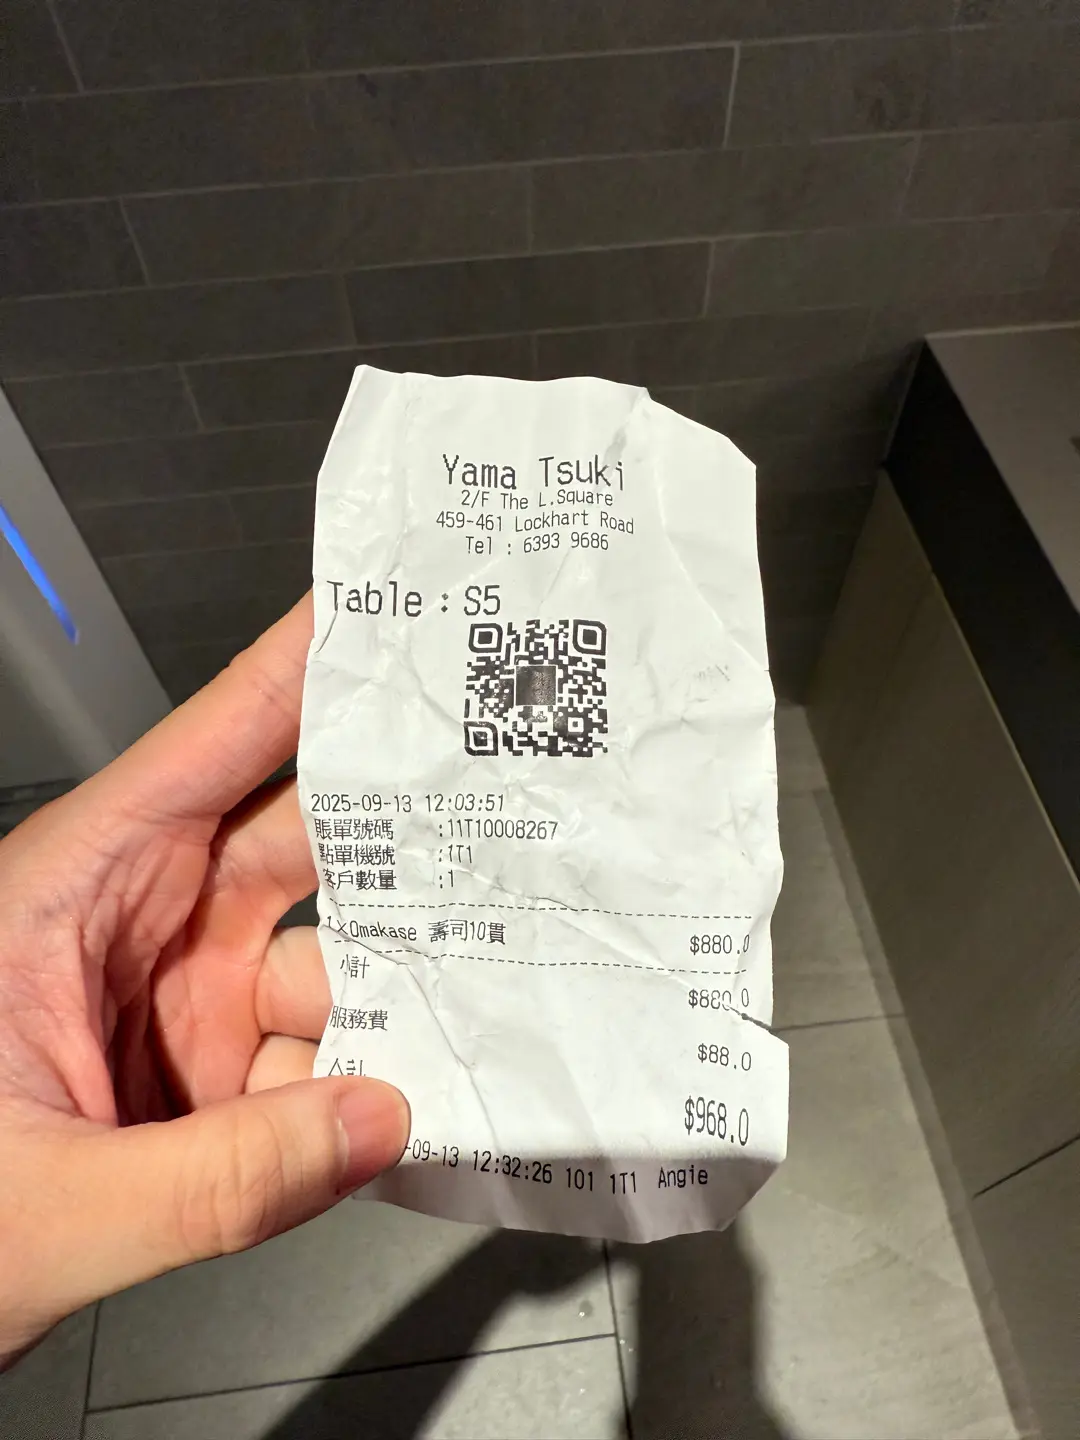 Yama Tsuki
2/F The L.Square
459-461 Lockhart Road
Tel : 6393 9686
Table : S5
2025-09-13 12:03:51
賬單號碼 :11T10008267
點單機號 :1T1
客戶數量 :1
1xOmakase 壽司10貫 $880.0
小計 $880.0
服務費 $88.0
合計 $968.0
-09-13 12:32:26 101 1T1 Angie